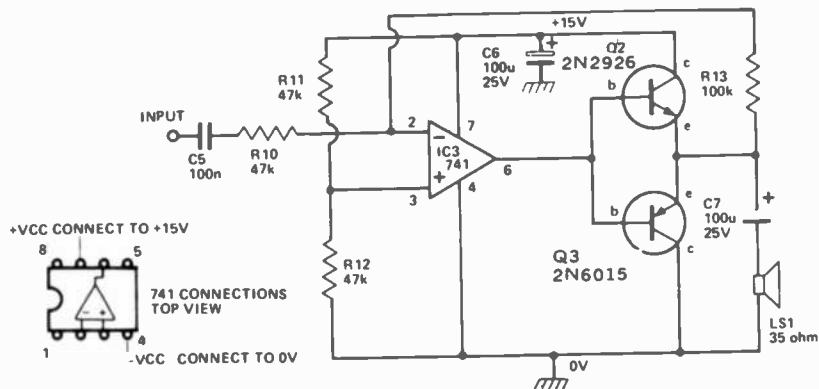 +15V
C6
100u
25V
+
Q2
2N2926
c
b
e
R13
100k
R11
47k
INPUT
C5
100n
R10
47k
2
7
IC3
741
-
+
6
3
4
R12
47k
b
e
c
Q3
2N6015
C7
100u
25V
+
LS1
35 ohm
0V
+VCC CONNECT TO +15V
8
5
- +
741 CONNECTIONS
TOP VIEW
1
4
-VCC CONNECT TO 0V